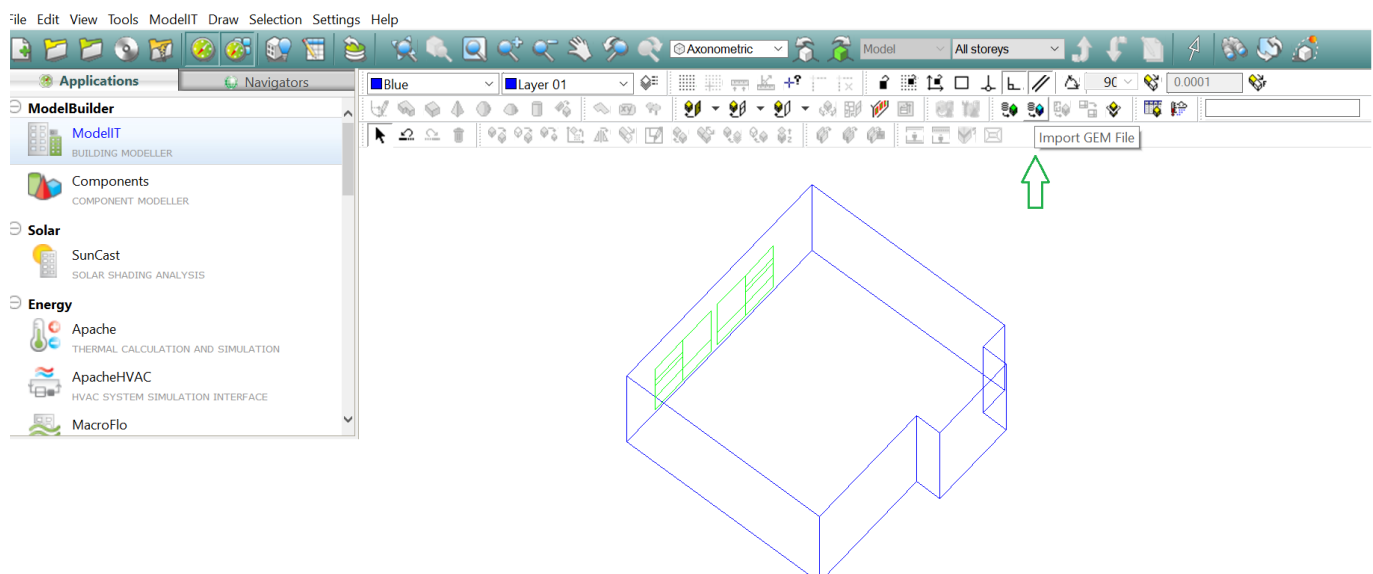 File Edit View Tools ModelIT Draw Selection Settings Help
Axonometric Model All storeys
Applications Navigators Blue Layer 01 90 0.0001
ModelBuilder
ModelIT
BUILDING MODELLER
Import GEM File
Components
COMPONENT MODELLER
Solar
SunCast
SOLAR SHADING ANALYSIS
Energy
Apache
THERMAL CALCULATION AND SIMULATION
ApacheHVAC
HVAC SYSTEM SIMULATION INTERFACE
MacroFlo